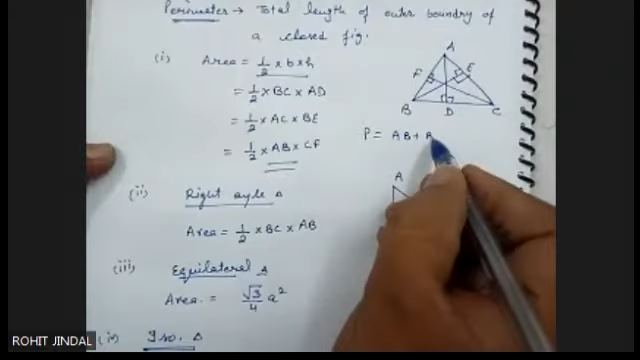 Perimeter → Total length of outer boundry of
a closed fig.
(i) Area = 1/2 × b × h
= 1/2 × BC × AD
= 1/2 × AC × BE
= 1/2 × AB × CF
A
F E
B D C
P = AB + A
A
(ii) Right angle Δ
Area = 1/2 × BC × AB
(iii) Equilateral Δ
Area = √3/4 a²
(iv) Iso. Δ
ROHIT JINDAL